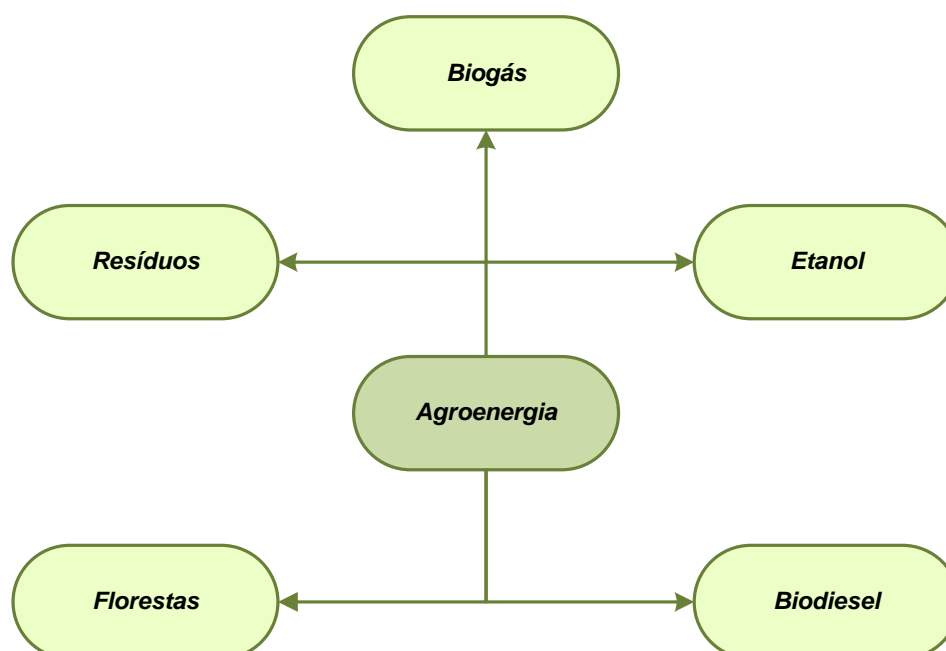 Biogás
Resíduos
Etanol
Agroenergia
Florestas
Biodiesel